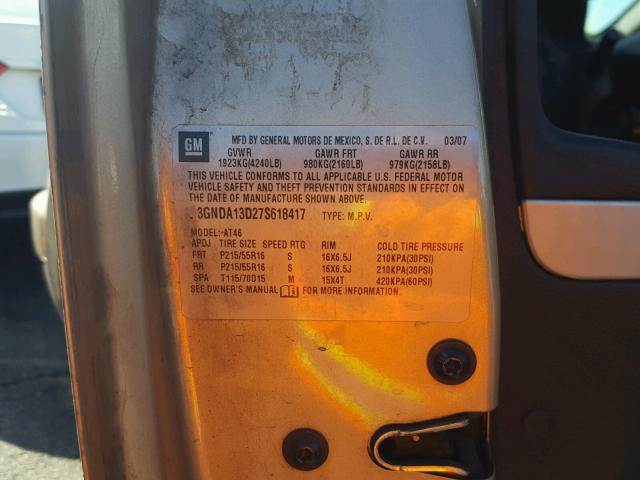 GM MFD BY GENERAL MOTORS DE MEXICO, S. DE R.L. DE C.V. 03/07
GVWR GAWR FRT GAWR RR
1923KG(4240LB) 980KG(2160LB) 979KG(2158LB)
THIS VEHICLE CONFORMS TO ALL APPLICABLE U.S. FEDERAL MOTOR
VEHICLE SAFETY AND THEFT PREVENTION STANDARDS IN EFFECT ON
THE DATE OF MANUFACTURE SHOWN ABOVE.
3GNDA13D27S618417 TYPE: M.P.V.
MODEL:-AT46
APDJ TIRE SIZE SPEED RTG RIM COLD TIRE PRESSURE
FRT P215/55R16 S 16X6.5J 210KPA(30PSI)
RR P215/55R16 S 16X6.5J 210KPA(30PSI)
SPA T115/70D15 M 15X4T 420KPA(60PSI)
SEE OWNER'S MANUAL FOR MORE INFORMATION.